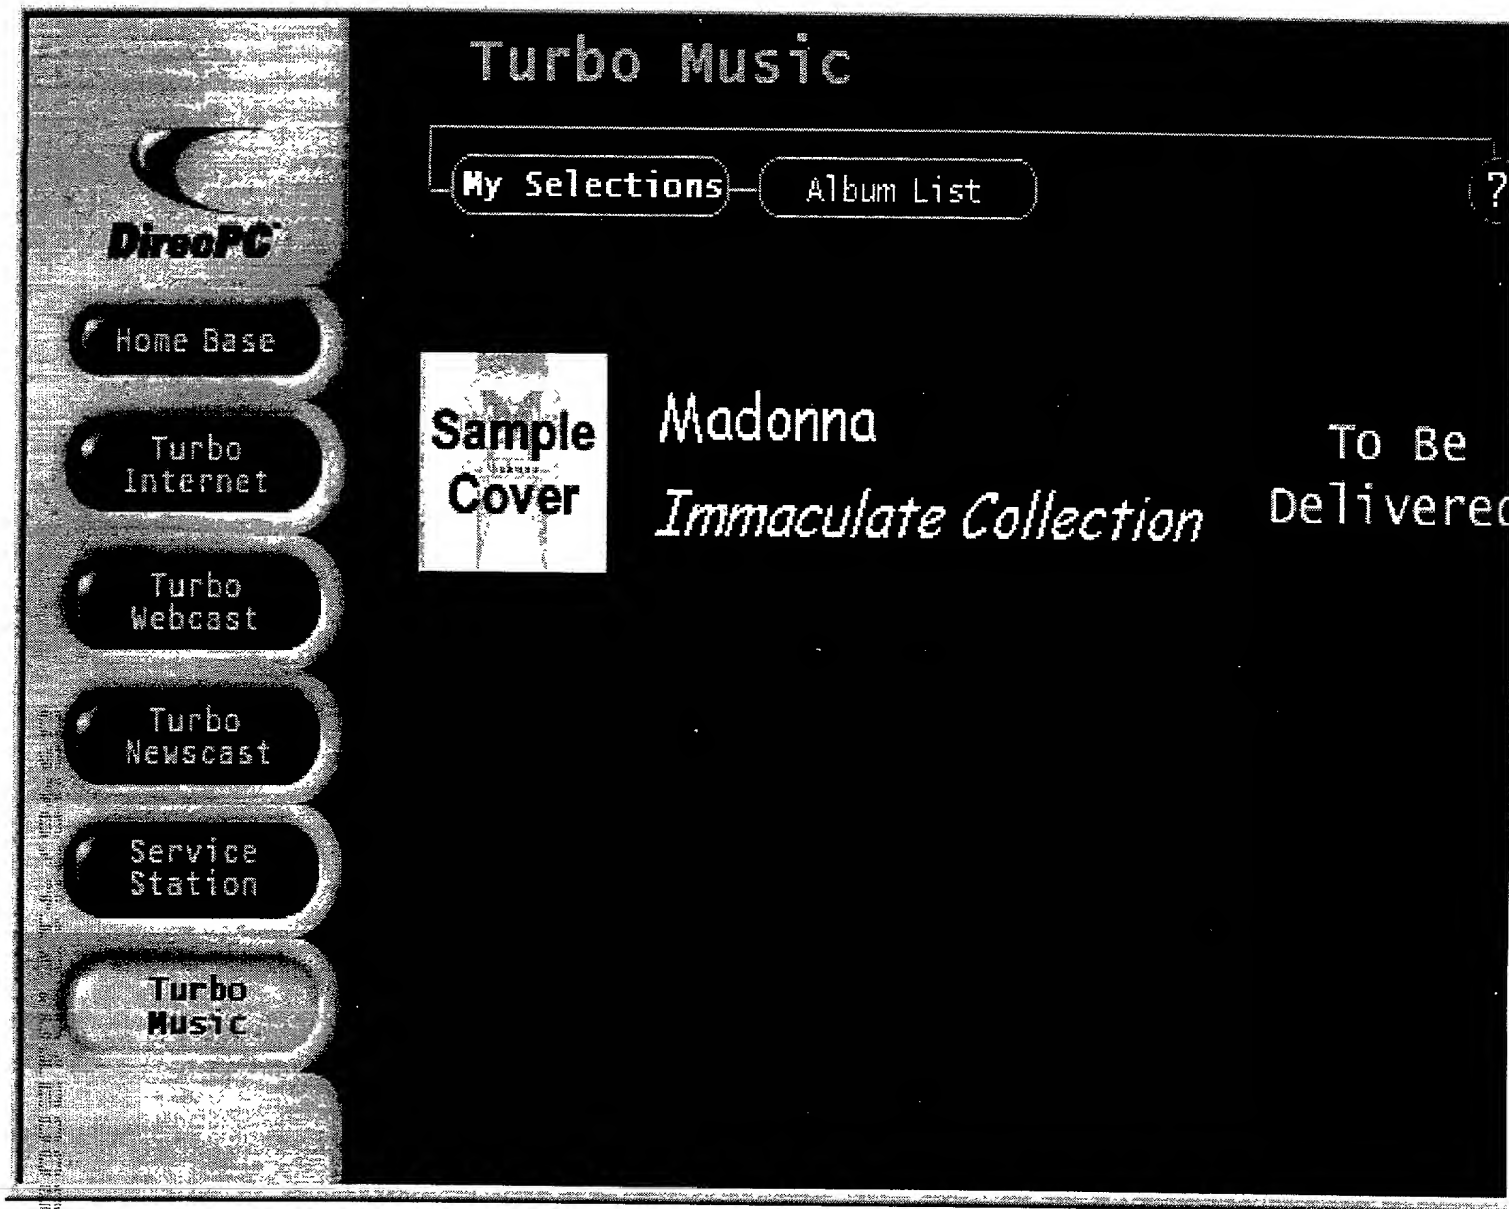 Turbo Music
My Selections
Album List
?
DirecPC
Home Base
Turbo
Internet
Turbo
Webcast
Turbo
Newscast
Service
Station
Turbo
Music
Sample
Cover
Madonna
Immaculate Collection
To Be
Delivered